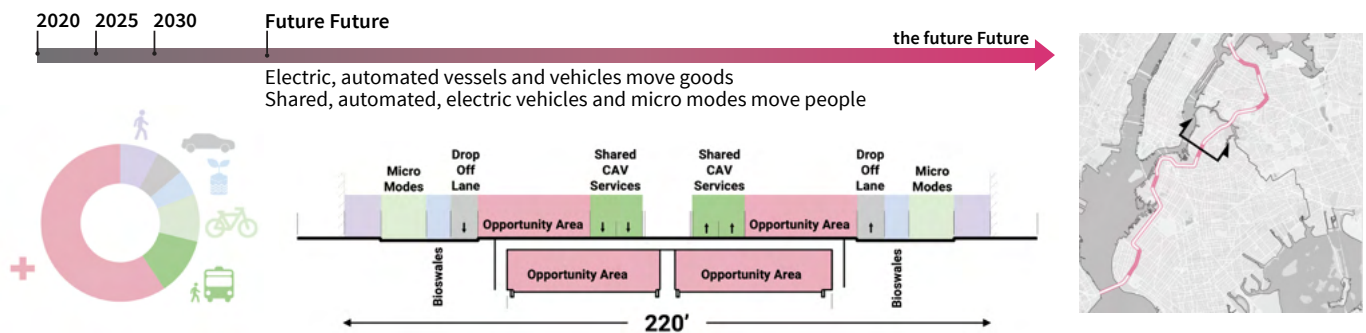 2020 2025 2030 Future Future
the future Future
Electric, automated vessels and vehicles move goods
Shared, automated, electric vehicles and micro modes move people
Micro
Modes
Drop
Off
Lane
Shared
CAV
Services
Shared
CAV
Services
Drop
Off
Lane
Micro
Modes
Opportunity Area
Opportunity Area
Bioswales
Opportunity Area
Opportunity Area
Bioswales
220'